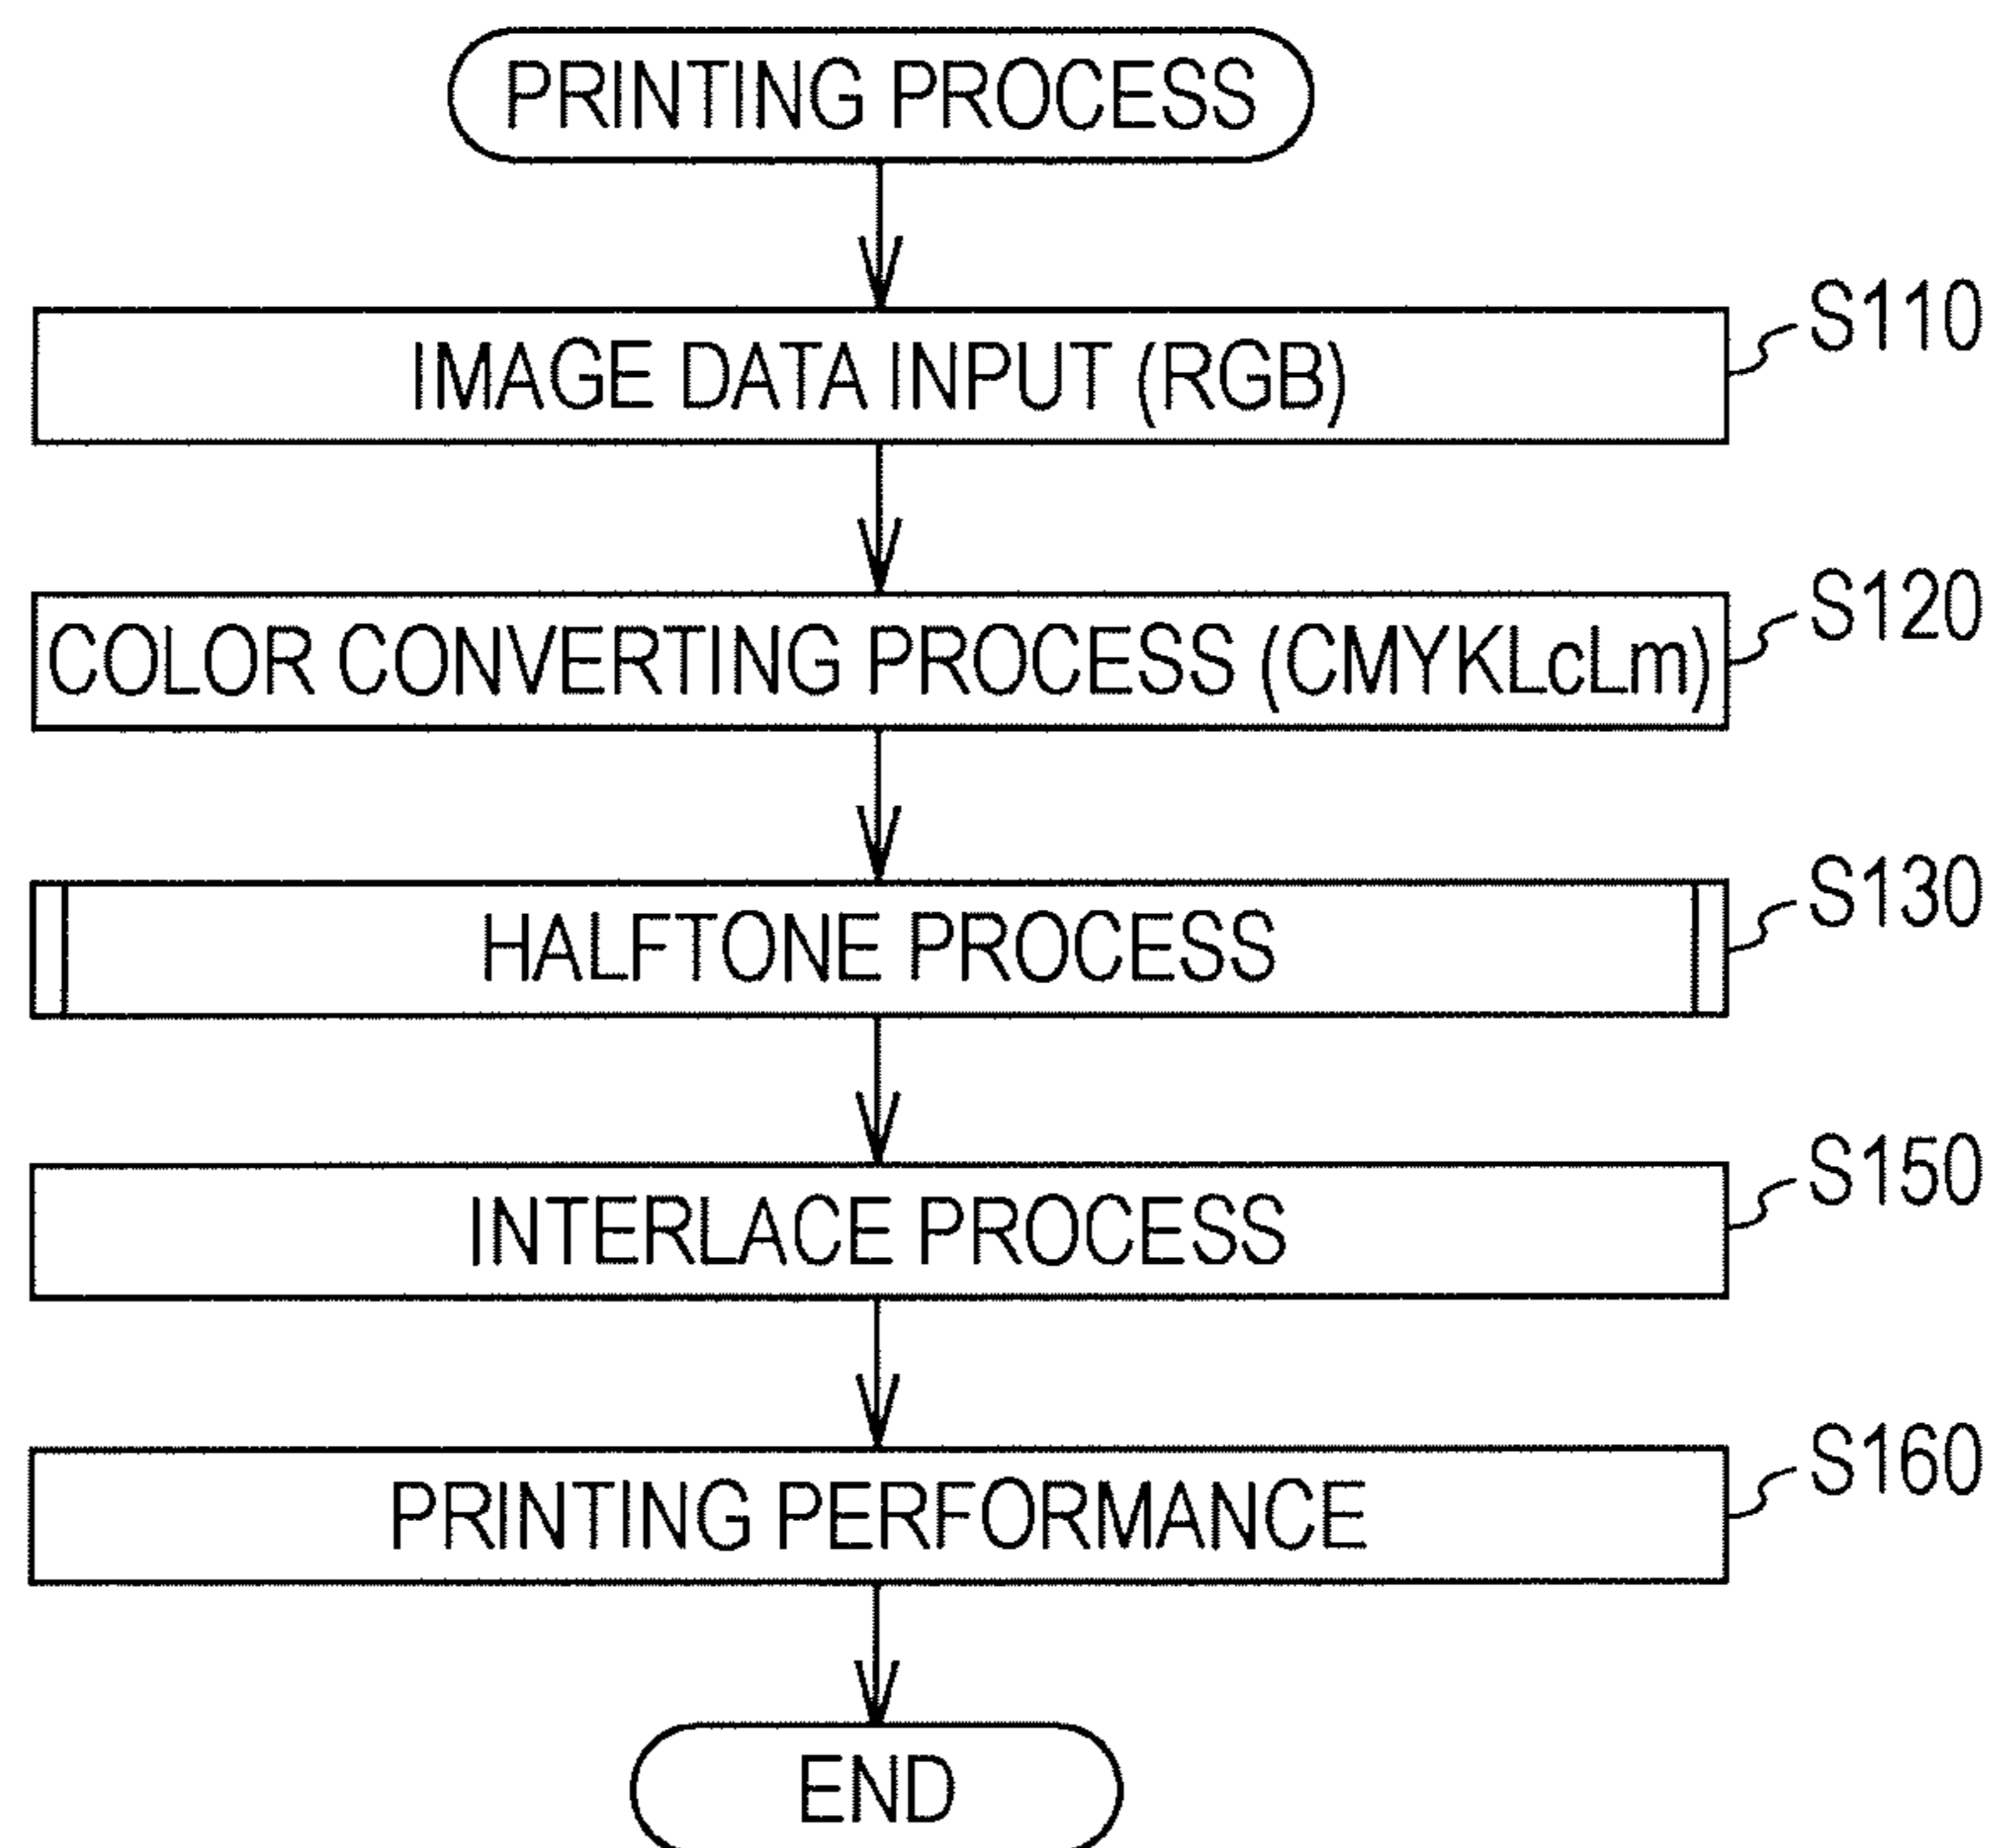 PRINTING PROCESS
IMAGE DATA INPUT (RGB)
S110
COLOR CONVERTING PROCESS (CMYKLcLm)
S120
HALFTONE PROCESS
S130
INTERLACE PROCESS
S150
PRINTING PERFORMANCE
S160
END